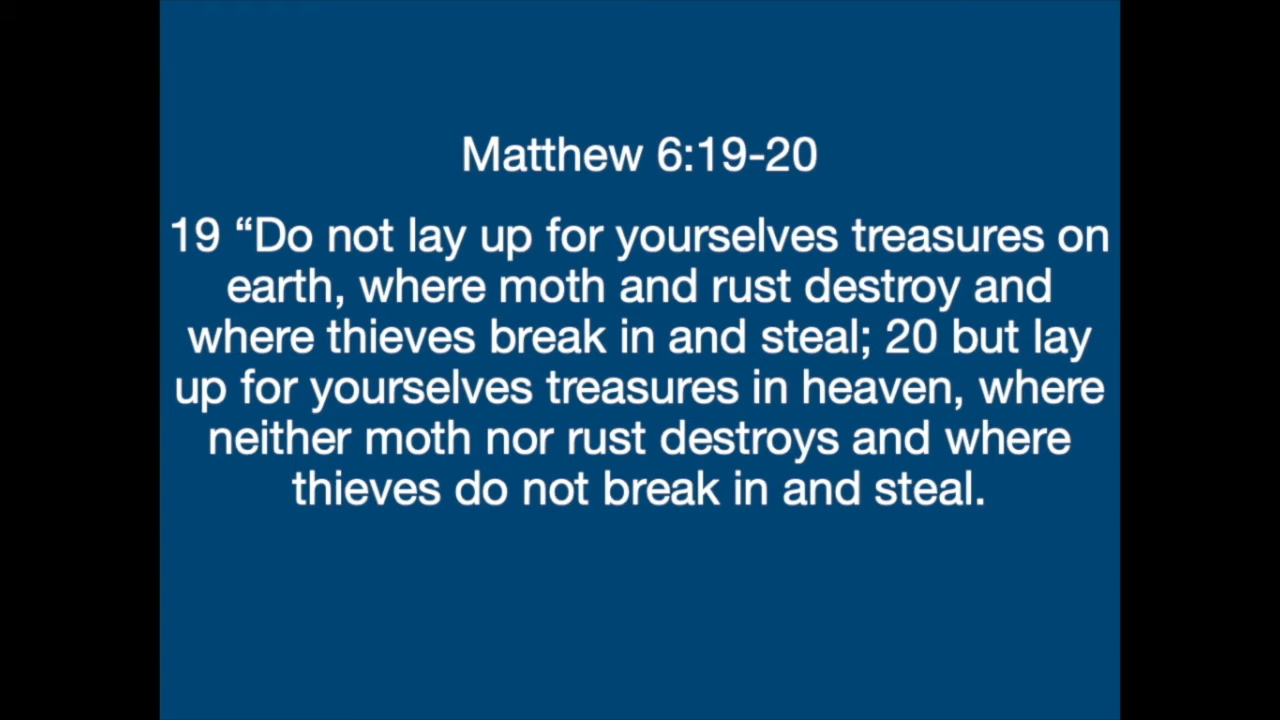 Matthew 6:19-20
19 “Do not lay up for yourselves treasures on
earth, where moth and rust destroy and
where thieves break in and steal; 20 but lay
up for yourselves treasures in heaven, where
neither moth nor rust destroys and where
thieves do not break in and steal.